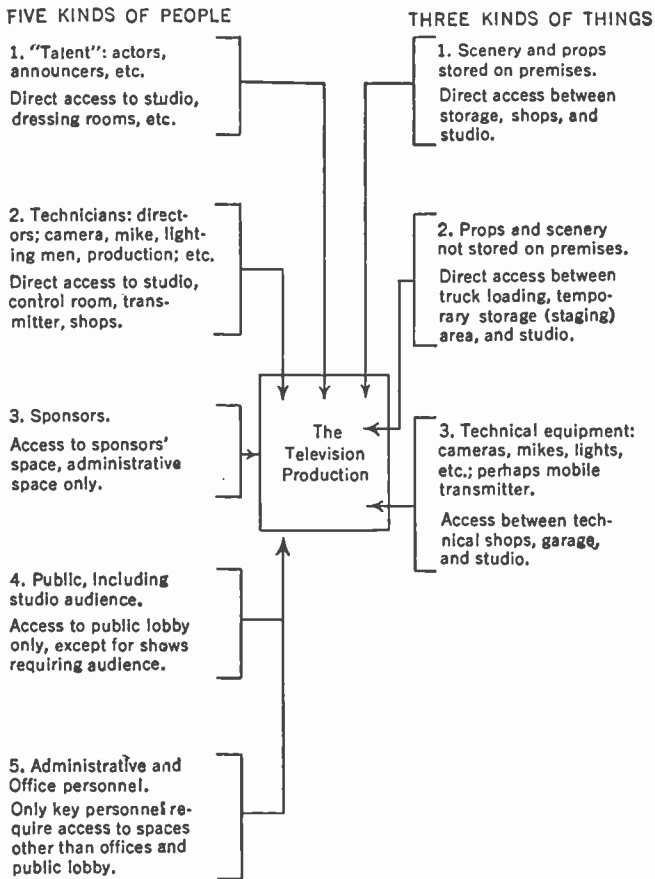 FIVE KINDS OF PEOPLE
1. "Talent": actors,
announcers, etc.
Direct access to studio,
dressing rooms, etc.
2. Technicians: direct-
ors; camera, mike, light-
ing men, production; etc.
Direct access to studio,
control room, trans-
mitter, shops.
3. Sponsors.
Access to sponsors'
space, administrative
space only.
4. Public, including
studio audience.
Access to public lobby
only, except for shows
requiring audience.
5. Administrative and
Office personnel.
Only key personnel re-
quire access to spaces
other than offices and
public lobby.
The
Television
Production
THREE KINDS OF THINGS
1. Scenery and props
stored on premises.
Direct access between
storage, shops, and
studio.
2. Props and scenery
not stored on premises.
Direct access between
truck loading, tempo-
rary storage (staging)
area, and studio.
3. Technical equipment:
cameras, mikes, lights,
etc.; perhaps mobile
transmitter.
Access between tech-
nical shops, garage,
and studio.